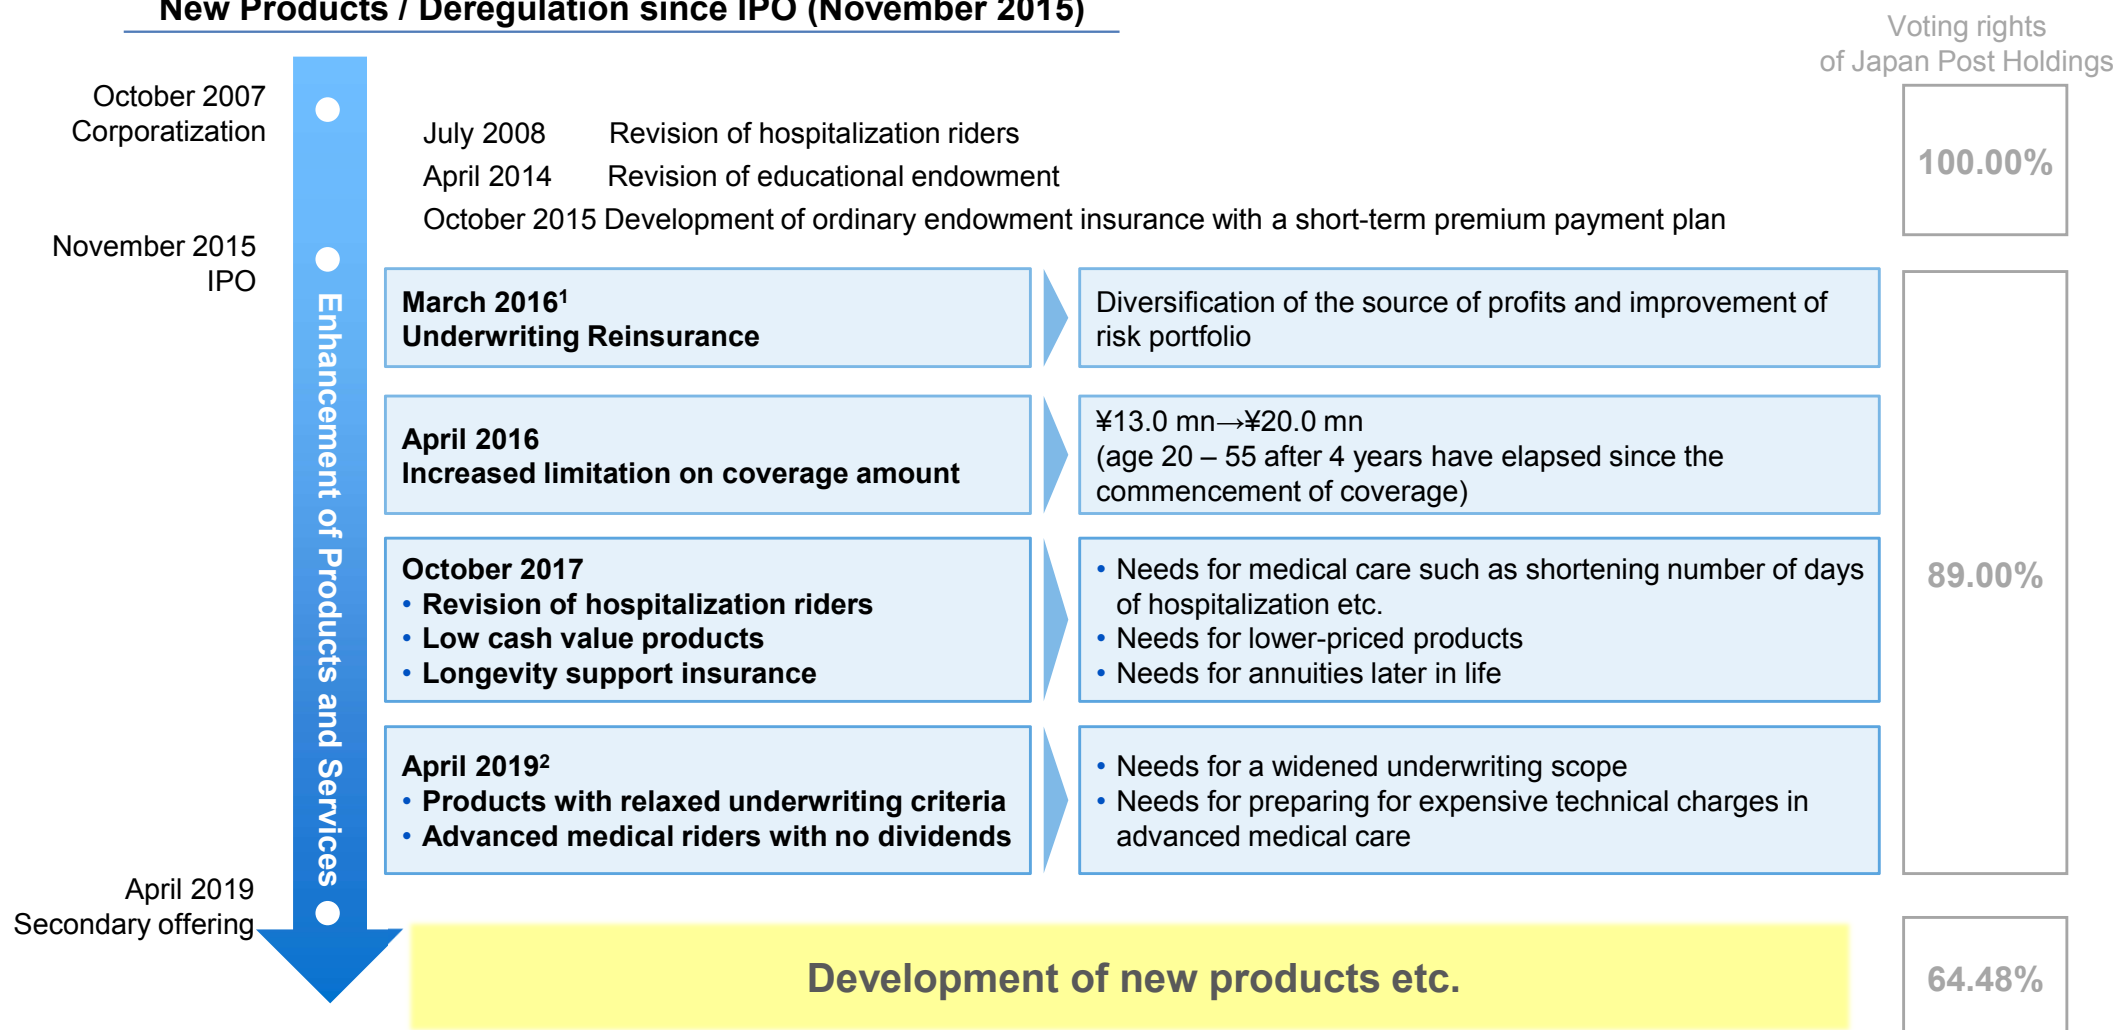 New Products / Deregulation since IPO (November 2015)
Voting rights
of Japan Post Holdings
October 2007
Corporatization
July 2008 Revision of hospitalization riders
April 2014 Revision of educational endowment
October 2015 Development of ordinary endowment insurance with a short-term premium payment plan
100.00%
November 2015
IPO
Enhancement of Products and Services
March 2016¹
Underwriting Reinsurance
Diversification of the source of profits and improvement of
risk portfolio
April 2016
Increased limitation on coverage amount
¥13.0 mn→¥20.0 mn
(age 20 – 55 after 4 years have elapsed since the
commencement of coverage)
October 2017
• Revision of hospitalization riders
• Low cash value products
• Longevity support insurance
• Needs for medical care such as shortening number of days
of hospitalization etc.
• Needs for lower-priced products
• Needs for annuities later in life
89.00%
April 2019²
• Products with relaxed underwriting criteria
• Advanced medical riders with no dividends
• Needs for a widened underwriting scope
• Needs for preparing for expensive technical charges in
advanced medical care
April 2019
Secondary offering
Development of new products etc.
64.48%